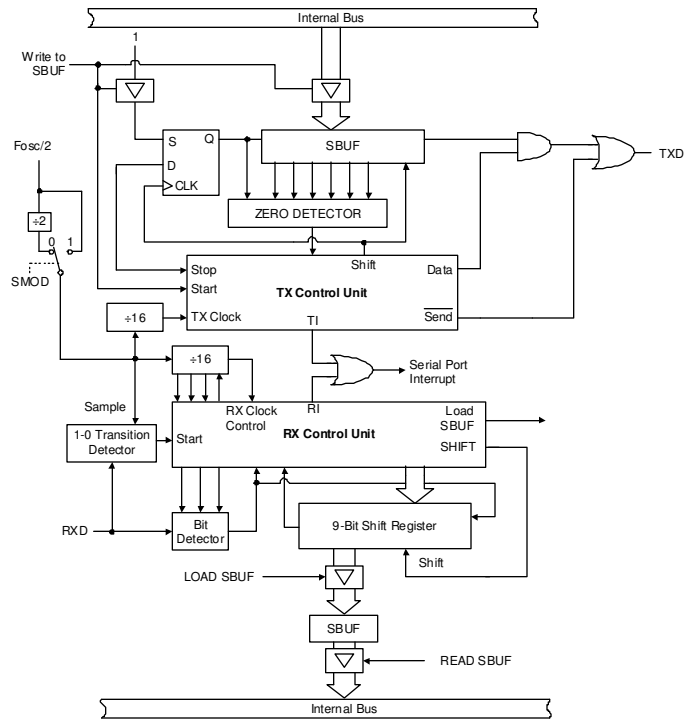 Internal Bus
1
Write to
SBUF
S
Q
D
CLK
SBUF
TXD
Fosc/2
÷2
0
1
SMOD
ZERO DETECTOR
Shift
Stop
Start
TX Clock
TX Control Unit
Data
Send
TI
÷16
÷16
Serial Port
Interrupt
Sample
1-0 Transition
Detector
Start
RX Clock
Control
RI
RX Control Unit
Load
SBUF
SHIFT
RXD
Bit
Detector
9-Bit Shift Register
Shift
LOAD SBUF
SBUF
READ SBUF
Internal Bus